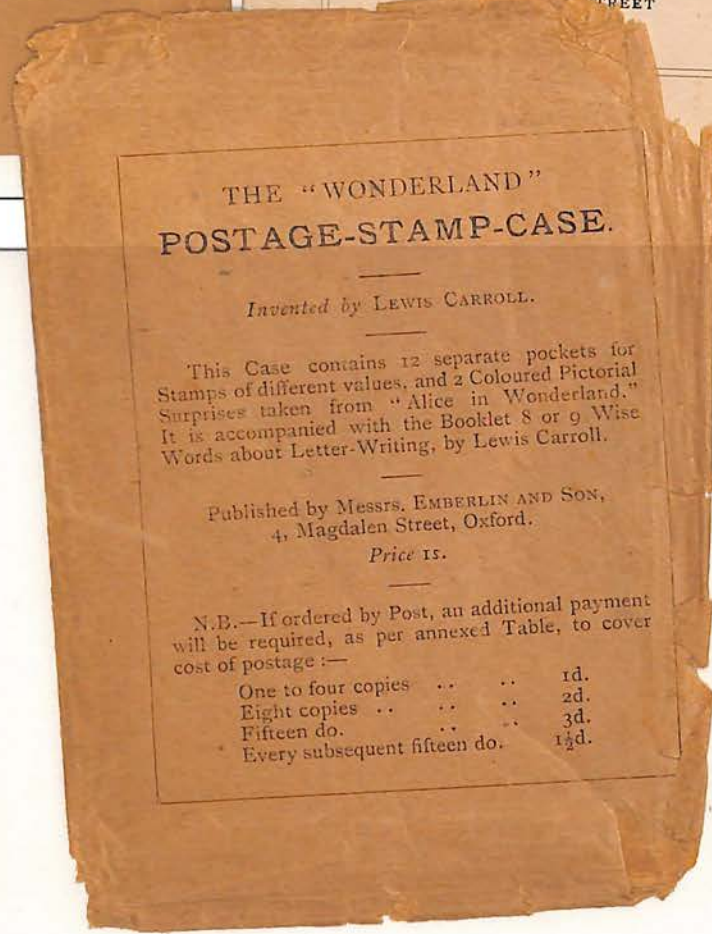 REET
THE "WONDERLAND"
POSTAGE-STAMP-CASE.
Invented by LEWIS CARROLL.
This Case contains 12 separate pockets for
Stamps of different values, and 2 Coloured Pictorial
Surprises taken from "Alice in Wonderland."
It is accompanied with the Booklet 8 or 9 Wise
Words about Letter-Writing, by Lewis Carroll.
Published by Messrs. EMBERLIN AND SON,
4, Magdalen Street, Oxford.
Price 1s.
N.B.—If ordered by Post, an additional payment
will be required, as per annexed Table, to cover
cost of postage :—
One to four copies .. .. 1d.
Eight copies .. .. .. 2d.
Fifteen do. .. .. 3d.
Every subsequent fifteen do. 1½d.